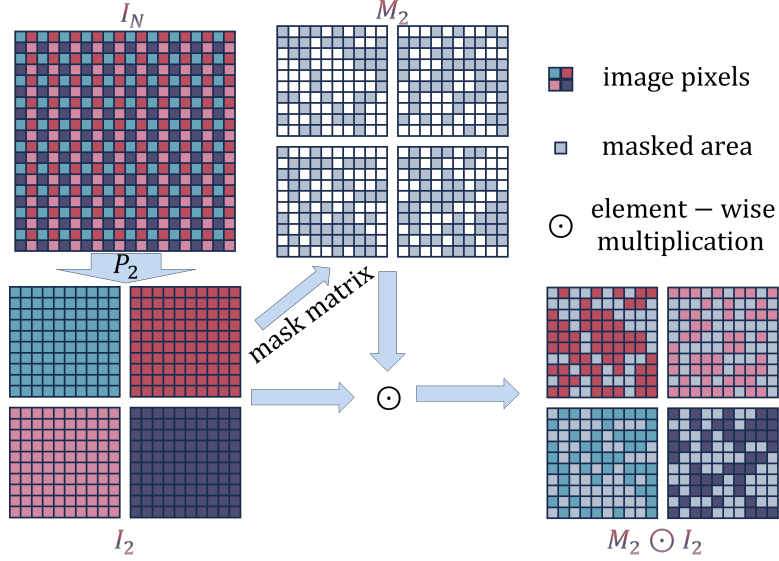 I_N
M_2
image pixels
masked area
element − wise
multiplication
P_2
mask matrix
⊙
I_2
M_2 ⊙ I_2